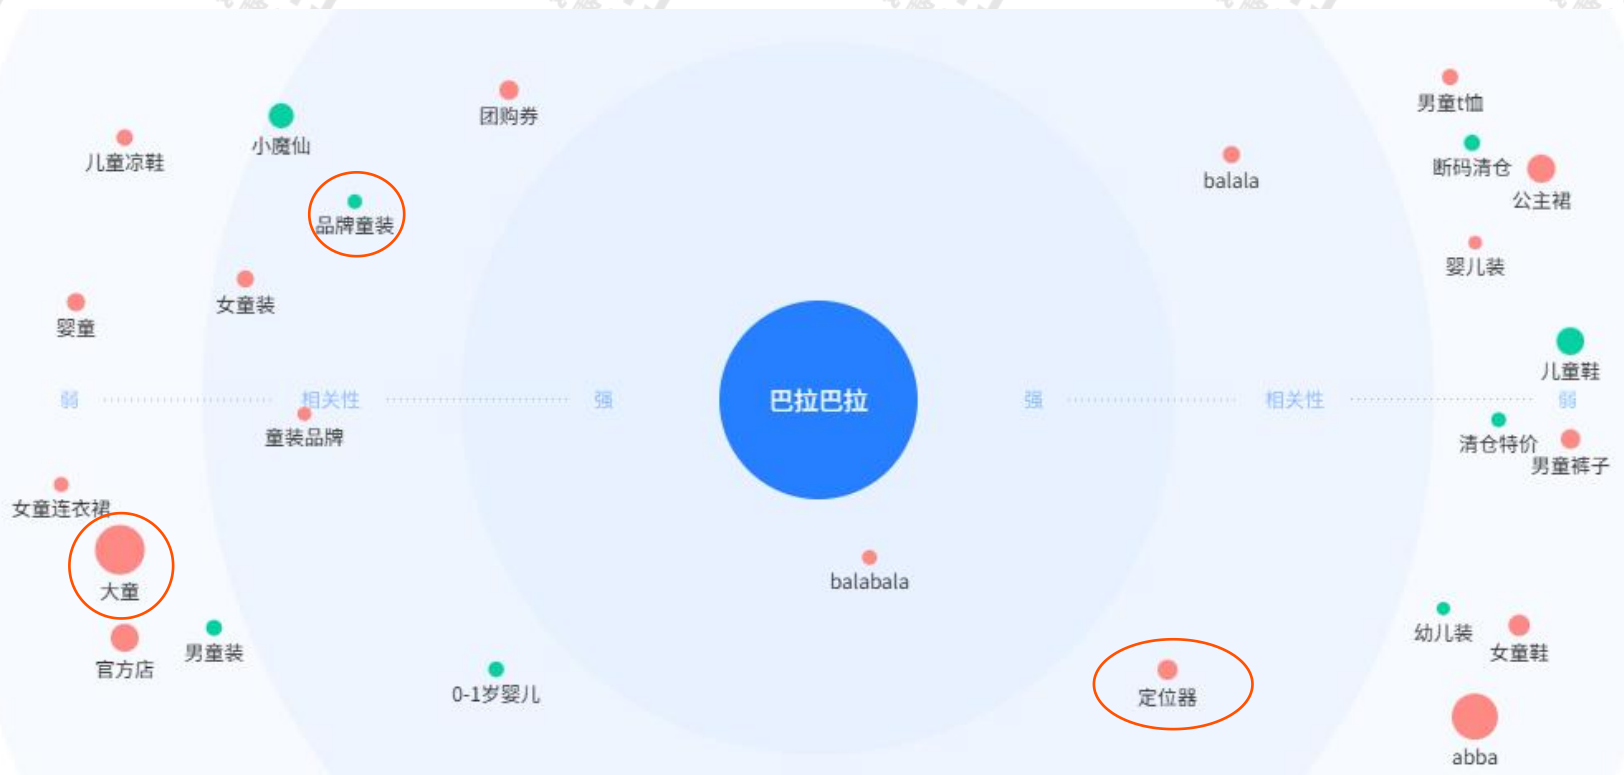 男童t恤
团购券
小魔仙
儿童凉鞋
断码清仓
balala
公主裙
品牌童装
婴儿装
女童装
婴童
儿童鞋
弱
相关性
强
巴拉巴拉
强
相关性
弱
童装品牌
清仓特价
男童裤子
女童连衣裙
balabala
大童
幼儿装
男童装
女童鞋
官方店
0-1岁婴儿
定位器
abba